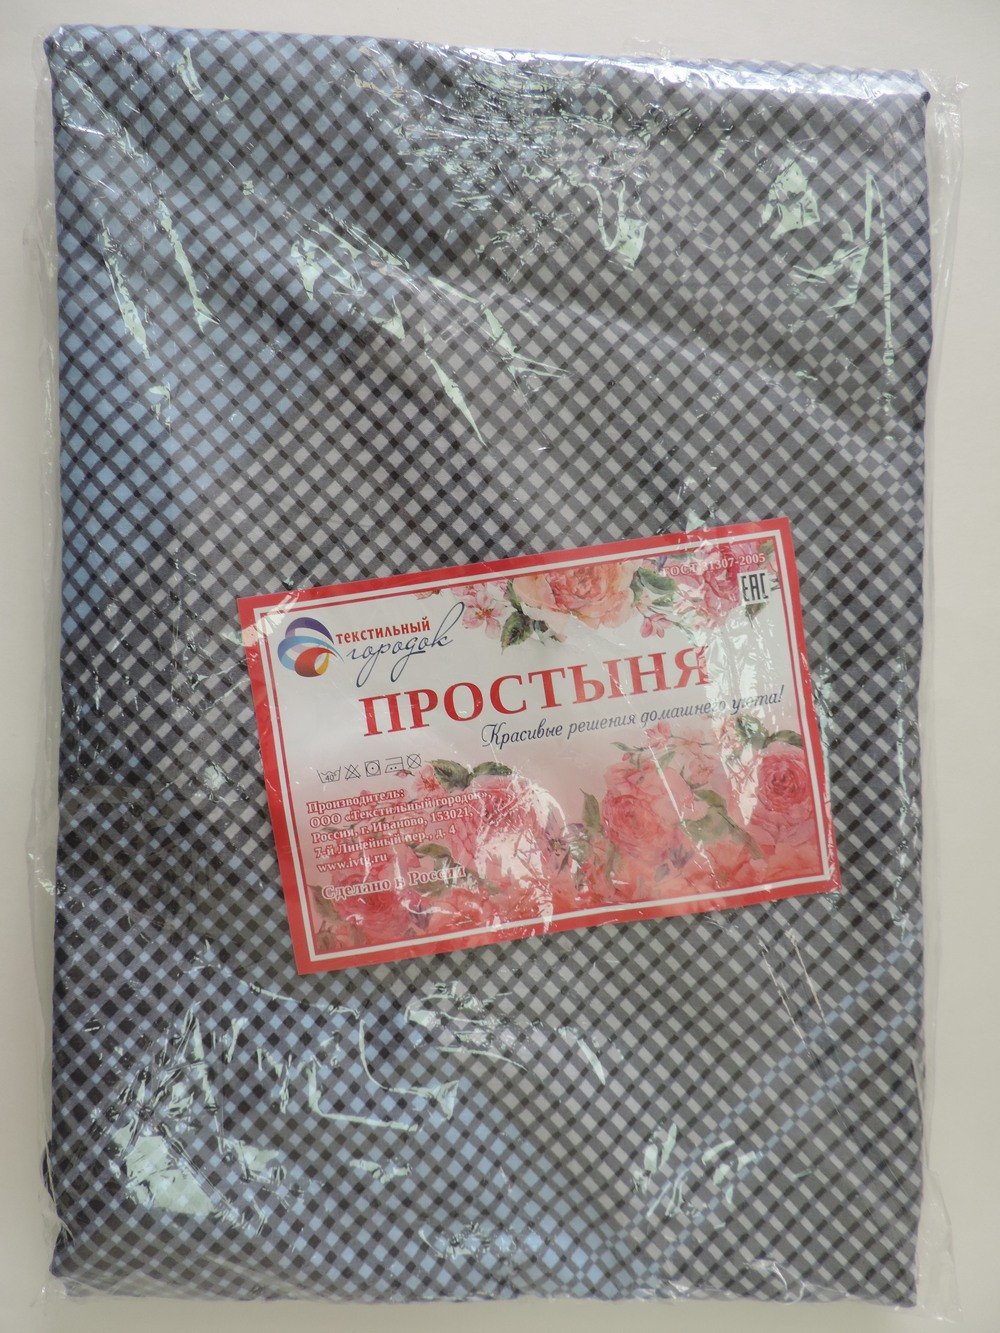 ГОСТ 31307-2005
ЕАС
ТЕКСТИЛЬНЫЙ
городок
ПРОСТЫНЯ
Красивые решения домашнего уюта!
40°
Производитель:
ООО «Текстильный городок»,
Россия, г. Иваново, 153021,
7-й Линейный пер., д. 4
www.ivtg.ru
Сделано в России